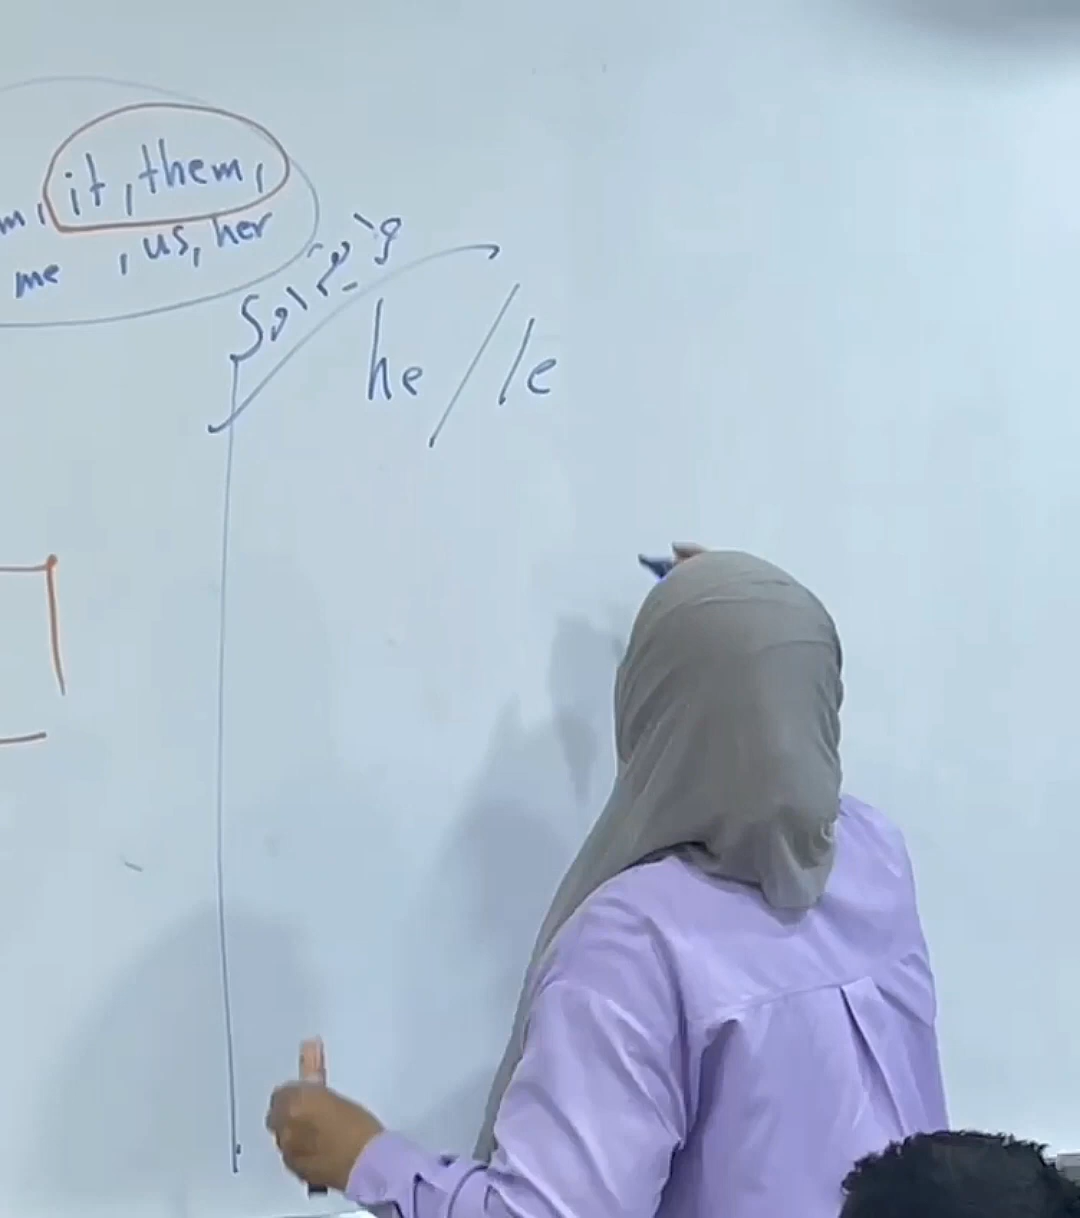 it, them,
me , us, her
he / le